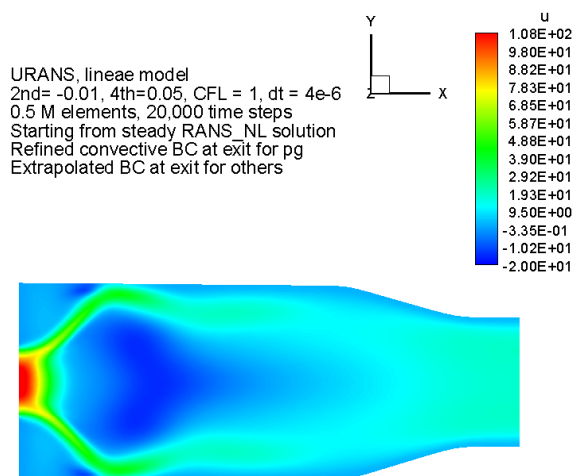 URANS, lineae model
2nd= -0.01, 4th=0.05, CFL = 1, dt = 4e-6
0.5 M elements, 20,000 time steps
Starting from steady RANS_NL solution
Refined convective BC at exit for pg
Extrapolated BC at exit for others
Y
Z
X
u
1.08E+02
9.80E+01
8.82E+01
7.83E+01
6.85E+01
5.87E+01
4.88E+01
3.90E+01
2.92E+01
1.93E+01
9.50E+00
-3.35E-01
-1.02E+01
-2.00E+01